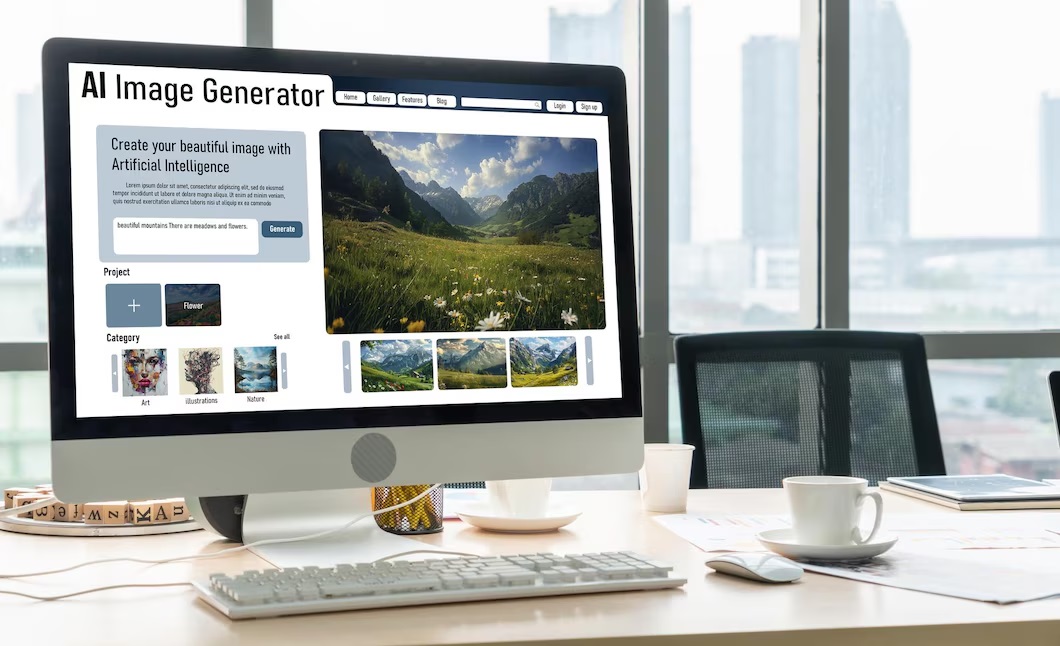 AI Image Generator
Home
Gallery
Features
Blog
Login
Sign up
Create your beautiful image with
Artificial Intelligence
Lorem ipsum dolor sit amet, consectetur adipiscing elit, sed do eiusmod
tempor incididunt ut labore et dolore magna aliqua. Ut enim ad minim veniam,
quis nostrud exercitation ullamco laboris nisi ut aliquip ex ea commodo
beautiful mountains There are meadows and flowers.
Generate
Project
Flower
Category
See all
Art
illustrations
Nature